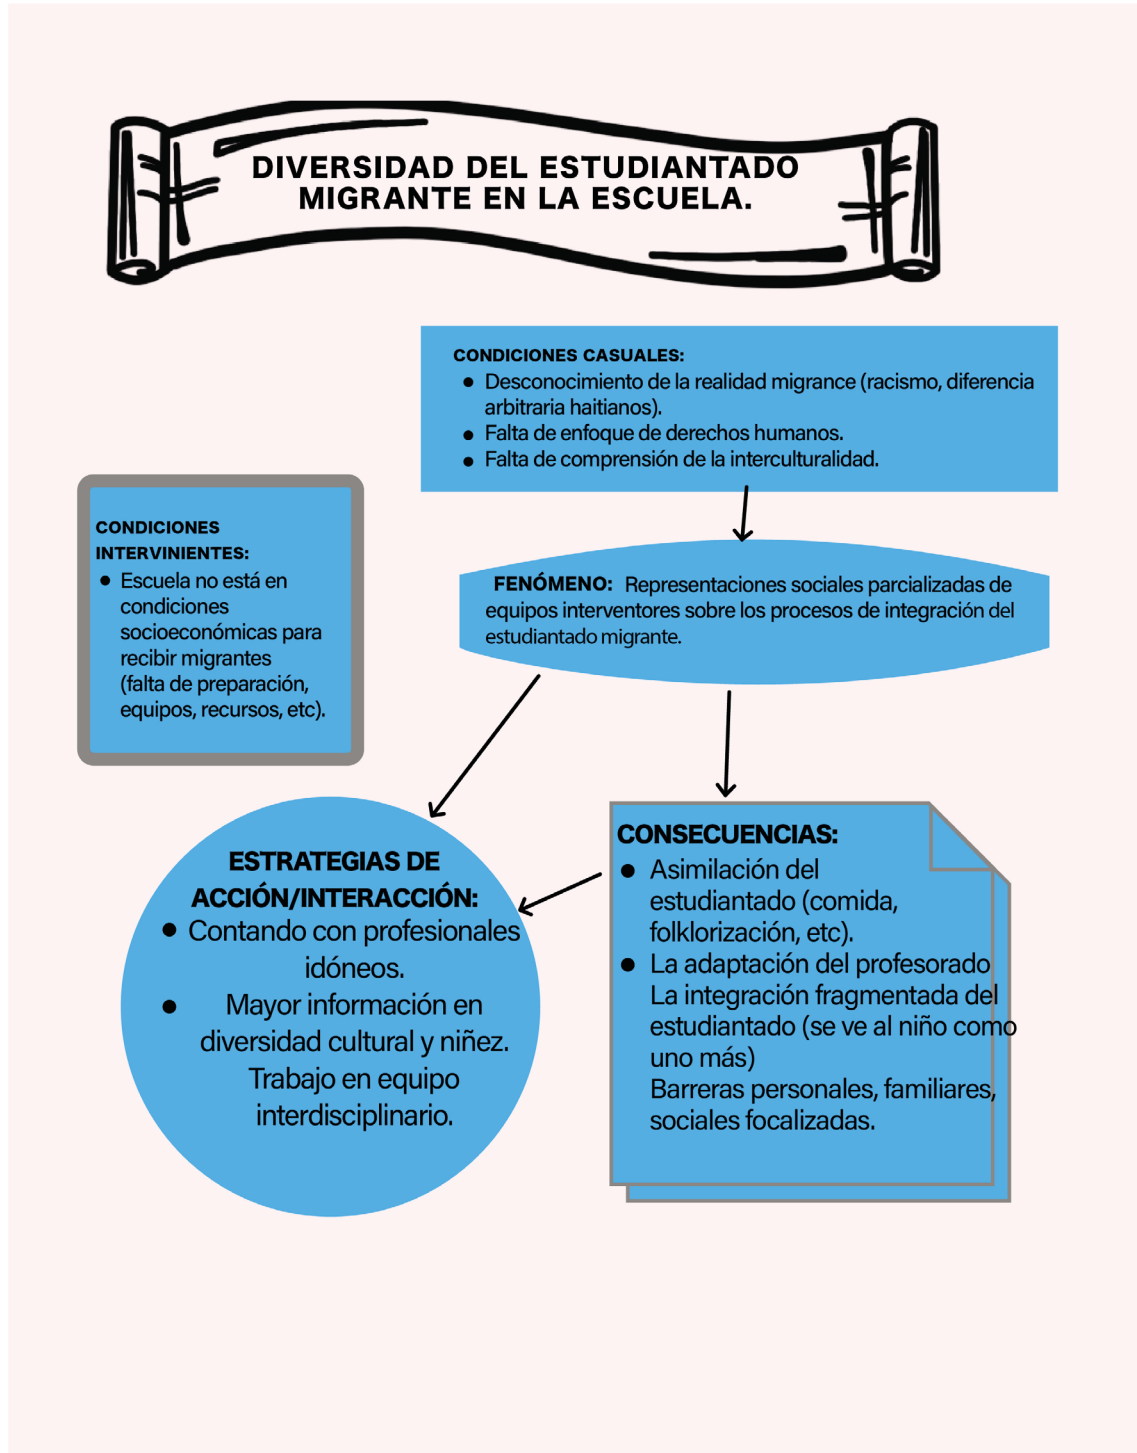 DIVERSIDAD DEL ESTUDIANTADO
MIGRANTE EN LA ESCUELA.
CONDICIONES CASUALES:
● Desconocimiento de la realidad migrance (racismo, diferencia
arbitraria haitianos).
● Falta de enfoque de derechos humanos.
● Falta de comprensión de la interculturalidad.
CONDICIONES
INTERVINIENTES:
● Escuela no está en
condiciones
socioeconómicas para
recibir migrantes
(falta de preparación,
equipos, recursos, etc).
FENÓMENO: Representaciones sociales parcializadas de
equipos interventores sobre los procesos de integración del
estudiantado migrante.
ESTRATEGIAS DE
ACCIÓN/INTERACCIÓN:
● Contando con profesionales
idóneos.
● Mayor información en
diversidad cultural y niñez.
Trabajo en equipo
interdisciplinario.
CONSECUENCIAS:
● Asimilación del
estudiantado (comida,
folklorización, etc).
● La adaptación del profesorado
La integración fragmentada del
estudiantado (se ve al niño como
uno más)
Barreras personales, familiares,
sociales focalizadas.